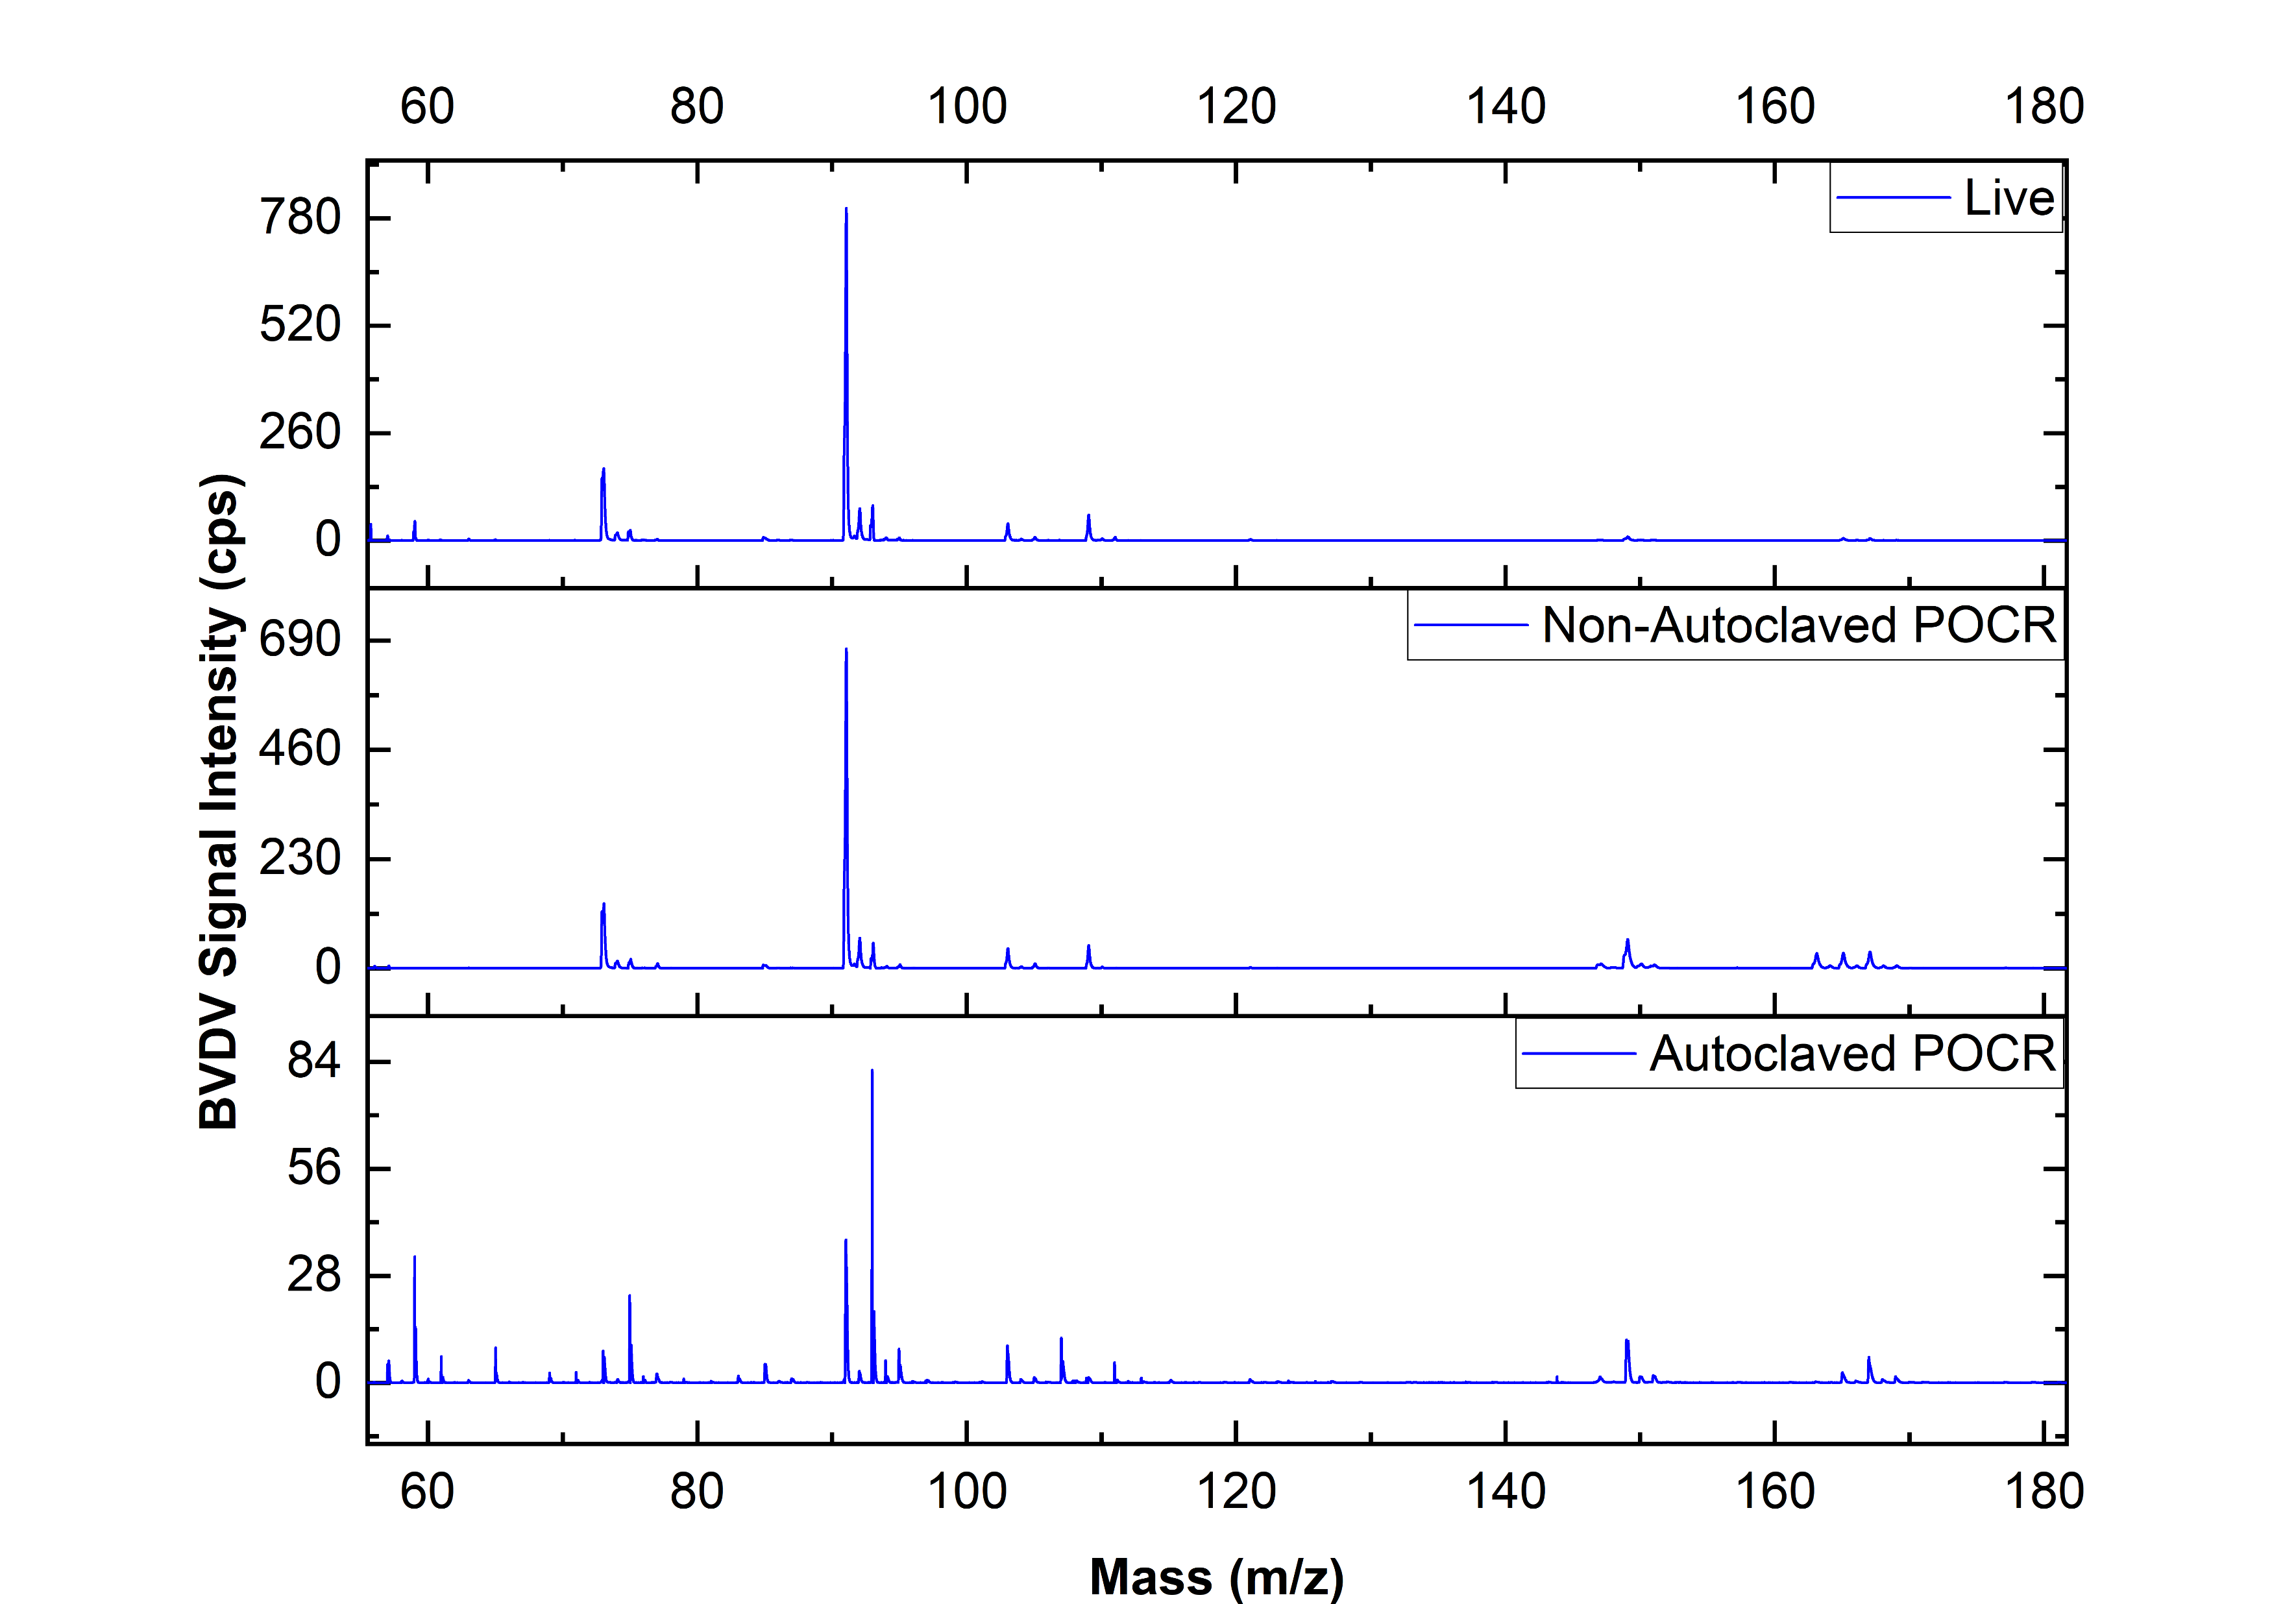 60 80 100 120 140 160 180
Live
780
520
260
0
Non-Autoclaved POCR
690
460
230
0
Autoclaved POCR
84
56
28
0
BVDV Signal Intensity (cps)
60 80 100 120 140 160 180
Mass (m/z)